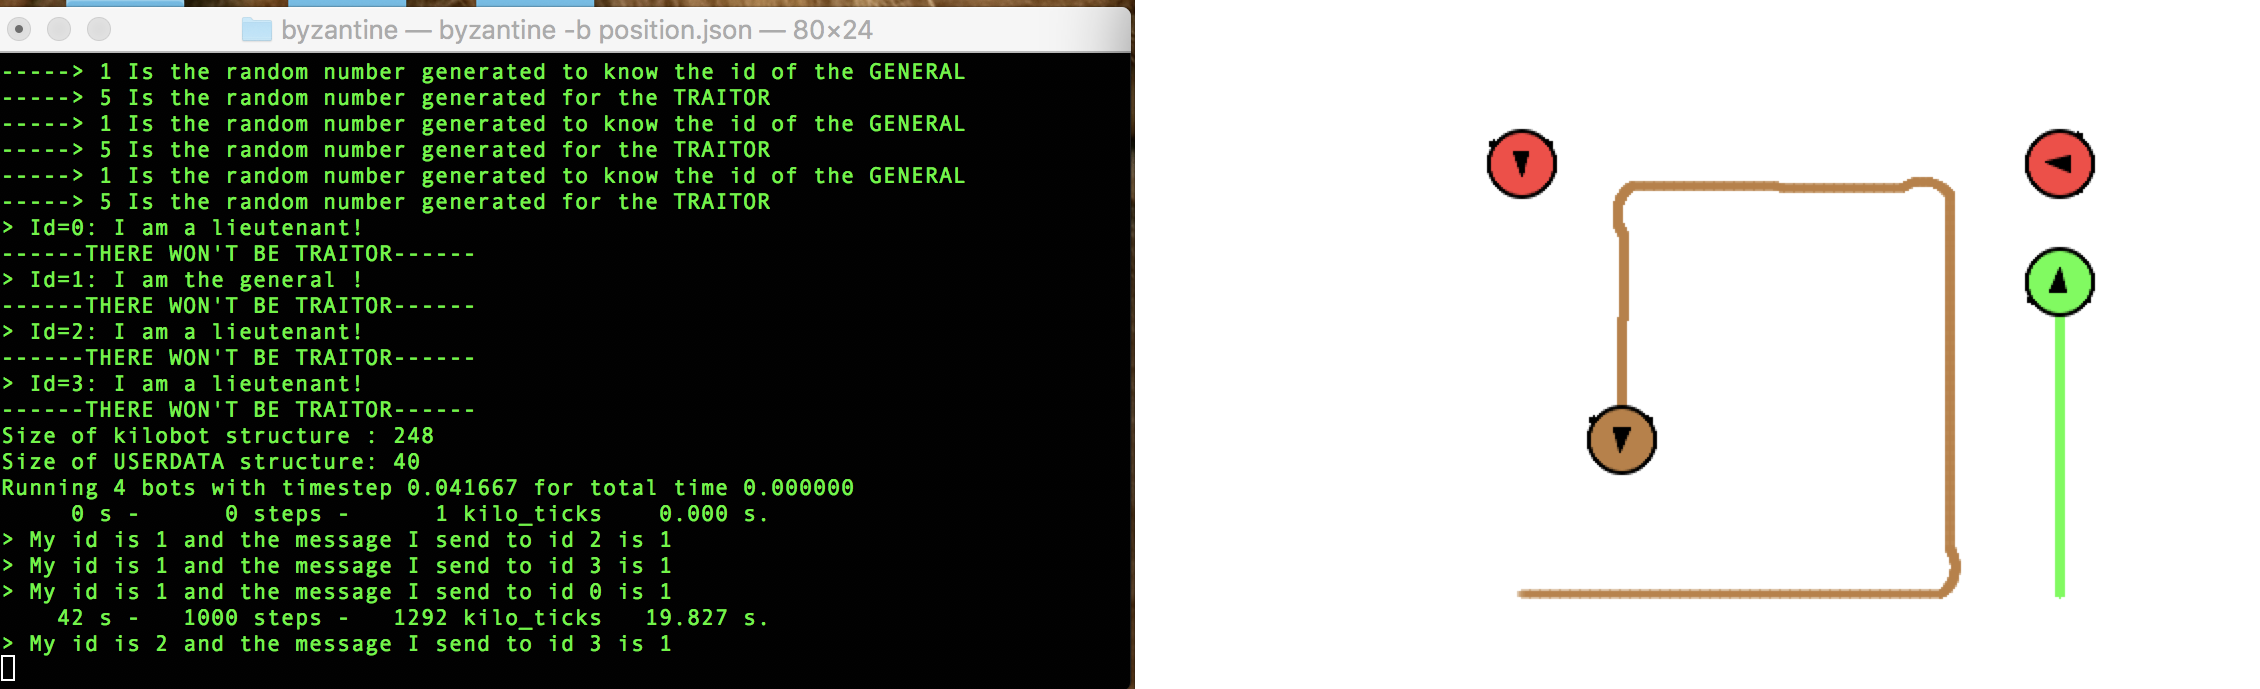 byzantine — byzantine -b position.json — 80×24
-----> 1 Is the random number generated to know the id of the GENERAL
-----> 5 Is the random number generated for the TRAITOR
-----> 1 Is the random number generated to know the id of the GENERAL
-----> 5 Is the random number generated for the TRAITOR
-----> 1 Is the random number generated to know the id of the GENERAL
-----> 5 Is the random number generated for the TRAITOR
> Id=0: I am a lieutenant!
------THERE WON'T BE TRAITOR------
> Id=1: I am the general !
------THERE WON'T BE TRAITOR------
> Id=2: I am a lieutenant!
------THERE WON'T BE TRAITOR------
> Id=3: I am a lieutenant!
------THERE WON'T BE TRAITOR------
Size of kilobot structure : 248
Size of USERDATA structure: 40
Running 4 bots with timestep 0.041667 for total time 0.000000
     0 s -      0 steps -      1 kilo_ticks    0.000 s.
> My id is 1 and the message I send to id 2 is 1
> My id is 1 and the message I send to id 3 is 1
> My id is 1 and the message I send to id 0 is 1
    42 s -   1000 steps -   1292 kilo_ticks   19.827 s.
> My id is 2 and the message I send to id 3 is 1